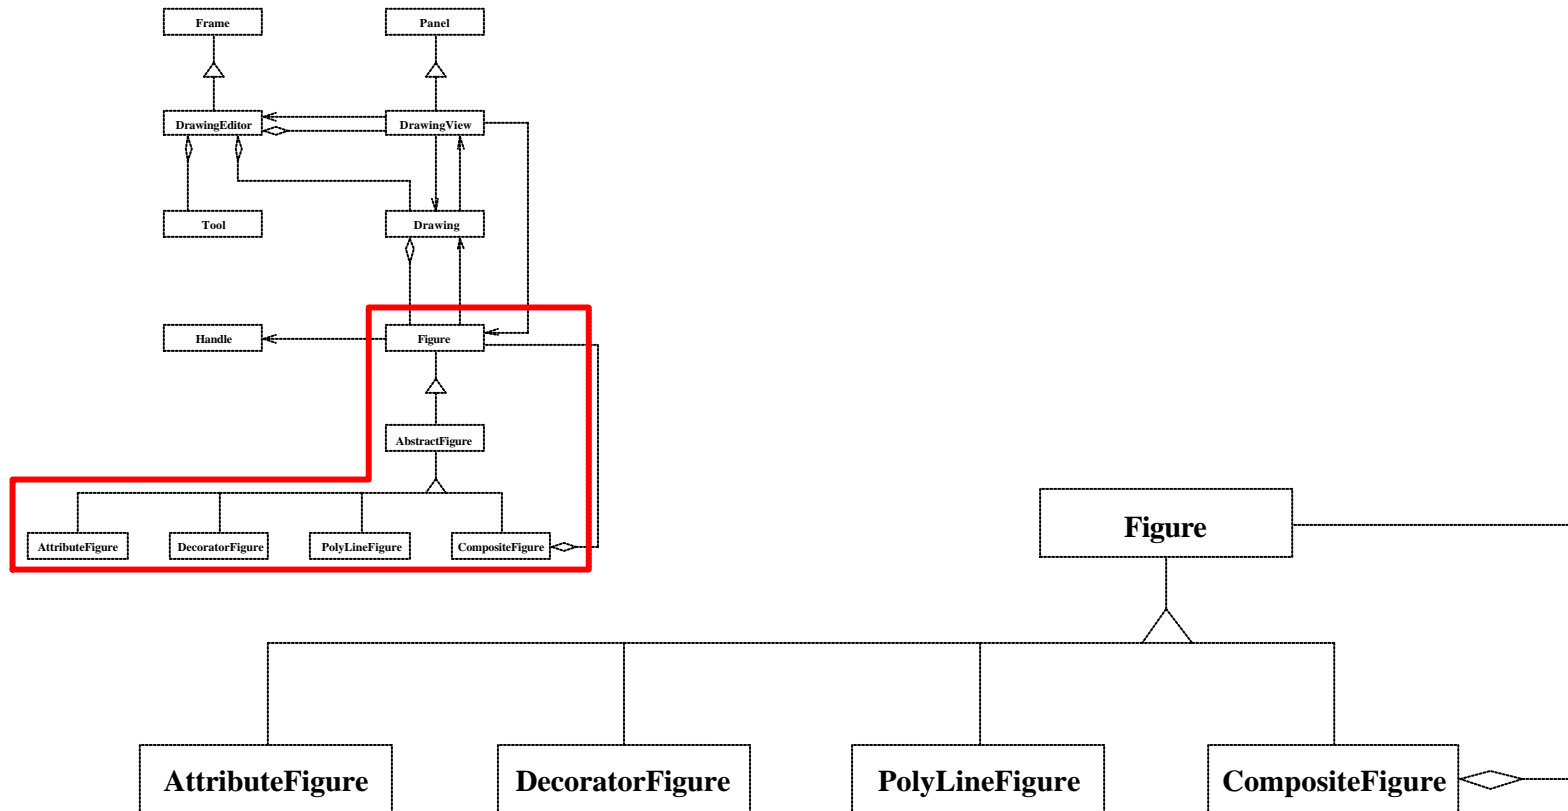 Frame
Panel
DrawingEditor
DrawingView
Tool
Drawing
Handle
Figure
AbstractFigure
AttributeFigure
DecoratorFigure
PolyLineFigure
CompositeFigure
Figure
AttributeFigure
DecoratorFigure
PolyLineFigure
CompositeFigure